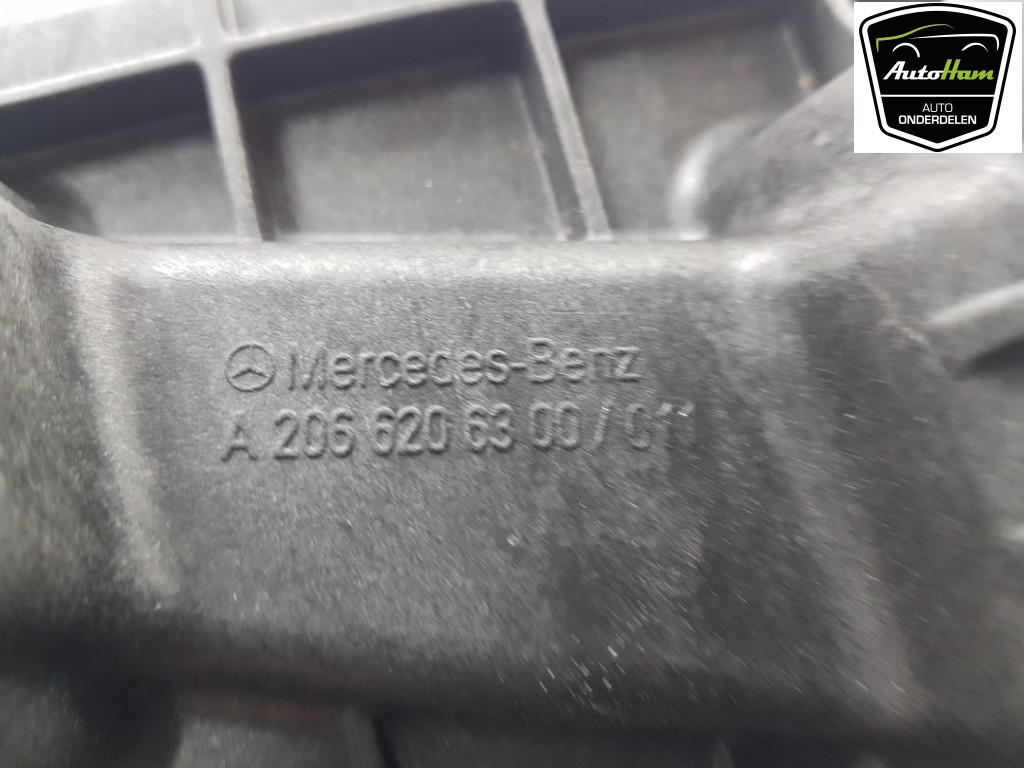 AutoHam
AUTO
ONDERDELEN
Mercedes-Benz
A 206 620 63 00 / 011